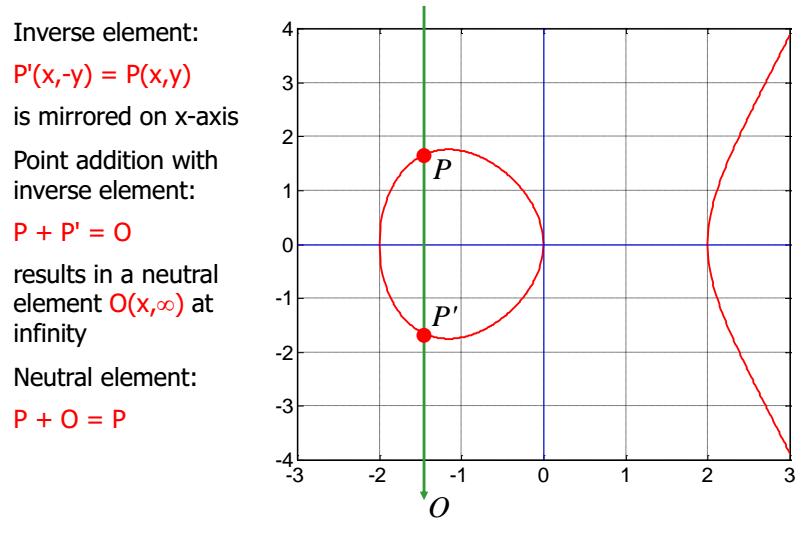 Inverse element:
P'(x,-y) = P(x,y)
is mirrored on x-axis
Point addition with
inverse element:
P + P' = O
results in a neutral
element O(x,∞) at
infinity
Neutral element:
P + O = P
4
3
2
1
0
-1
-2
-3
-4
-3 -2 -1 0 1 2 3
P
P'
O